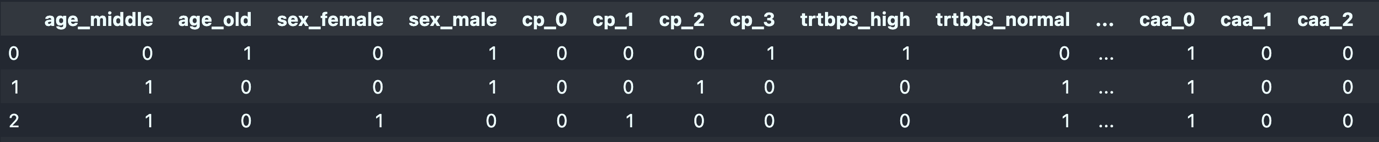 age_middle age_old sex_female sex_male cp_0 cp_1 cp_2 cp_3 trtbps_high trtbps_normal ... caa_0 caa_1 caa_2
0 0 1 0 1 0 0 0 1 1 0 ... 1 0 0
1 1 0 0 1 0 0 1 0 0 1 ... 1 0 0
2 1 0 1 0 0 1 0 0 0 1 ... 1 0 0